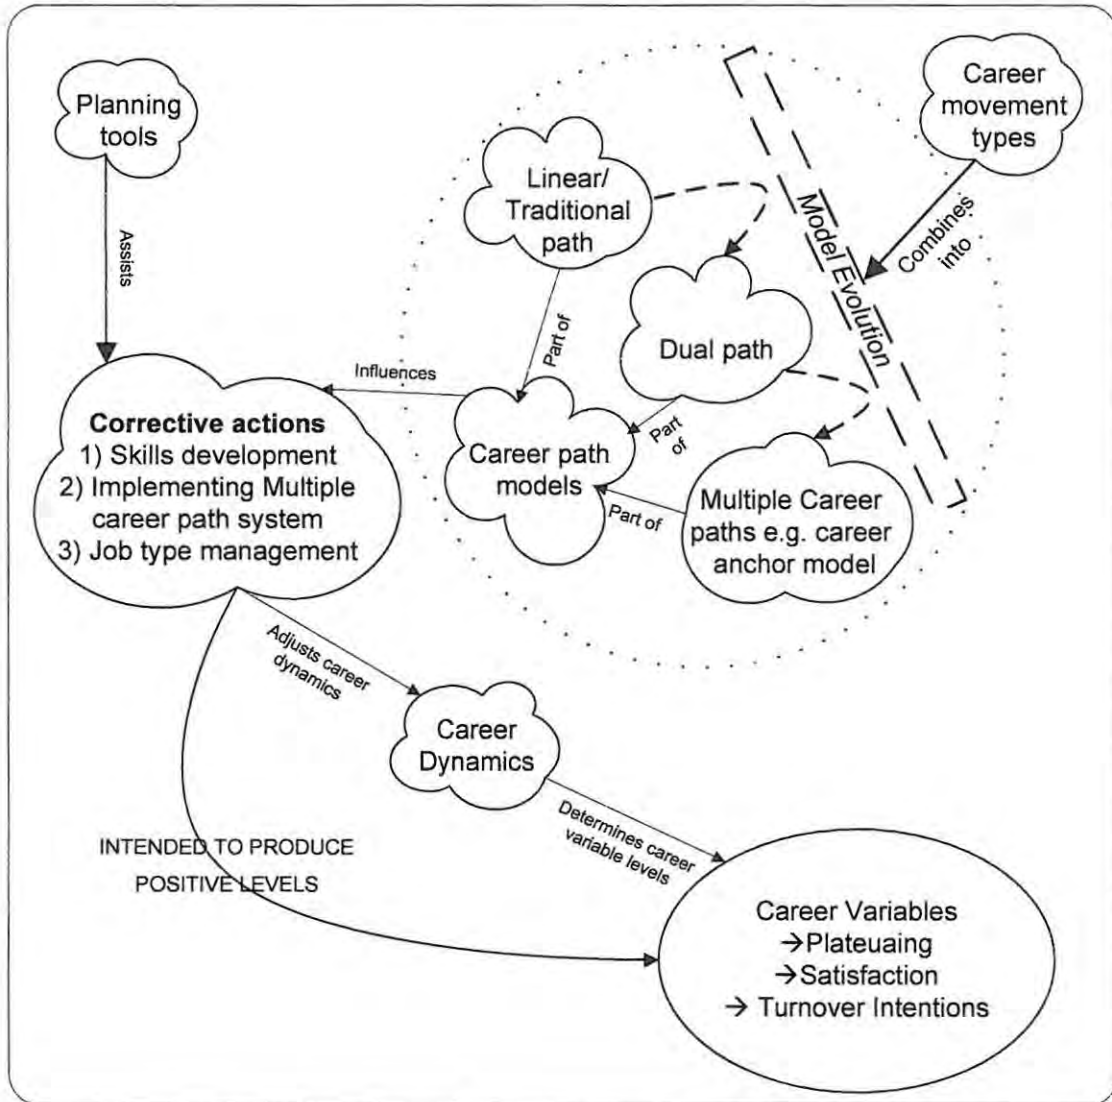 Planning
tools
Career
movement
types
Linear/
Traditional
path
Model Evolution
Combines
into
Assists
Dual path
Part of
Influences
Corrective actions
1) Skills development
2) Implementing Multiple
career path system
3) Job type management
Career path
models
Part
of
Part of
Multiple Career
paths e.g. career
anchor model
Adjusts career
dynamics
Career
Dynamics
Determines career
variable levels
INTENDED TO PRODUCE
POSITIVE LEVELS
Career Variables
→Plateuaing
→Satisfaction
→ Turnover Intentions